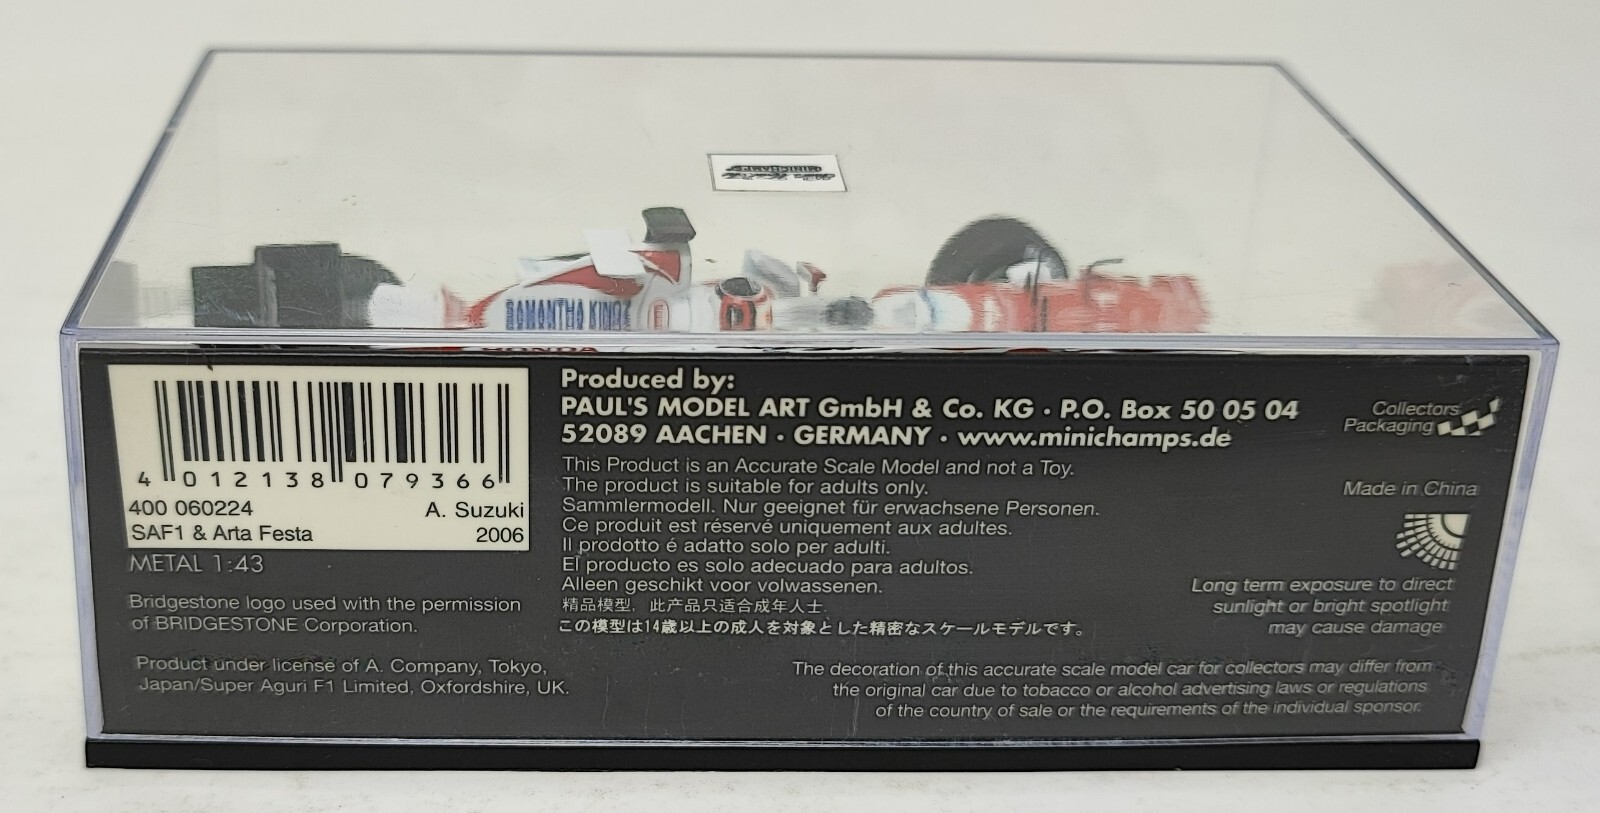 MINICHAMPS
SAMANTHA KINGZ
HONDA
4 012138 079366
400 060224 A. Suzuki
SAF1 & Arta Festa 2006
METAL 1:43
Bridgestone logo used with the permission
of BRIDGESTONE Corporation.
Product under license of A. Company, Tokyo,
Japan/Super Aguri F1 Limited, Oxfordshire, UK.
Produced by:
PAUL'S MODEL ART GmbH & Co. KG · P.O. Box 50 05 04
52089 AACHEN · GERMANY · www.minichamps.de
This Product is an Accurate Scale Model and not a Toy.
The product is suitable for adults only.
Sammlermodell. Nur geeignet für erwachsene Personen.
Ce produit est réservé uniquement aux adultes.
Il prodotto é adatto solo per adulti.
El producto es solo adecuado para adultos.
Alleen geschikt voor volwassenen.
精品模型, 此产品只适合成年人士.
この模型は14歳以上の成人を対象とした精密なスケールモデルです。
Collectors
Packaging
Made in China
Long term exposure to direct
sunlight or bright spotlight
may cause damage
The decoration of this accurate scale model car for collectors may differ from
the original car due to tobacco or alcohol advertising laws or regulations
of the country of sale or the requirements of the individual sponsor.